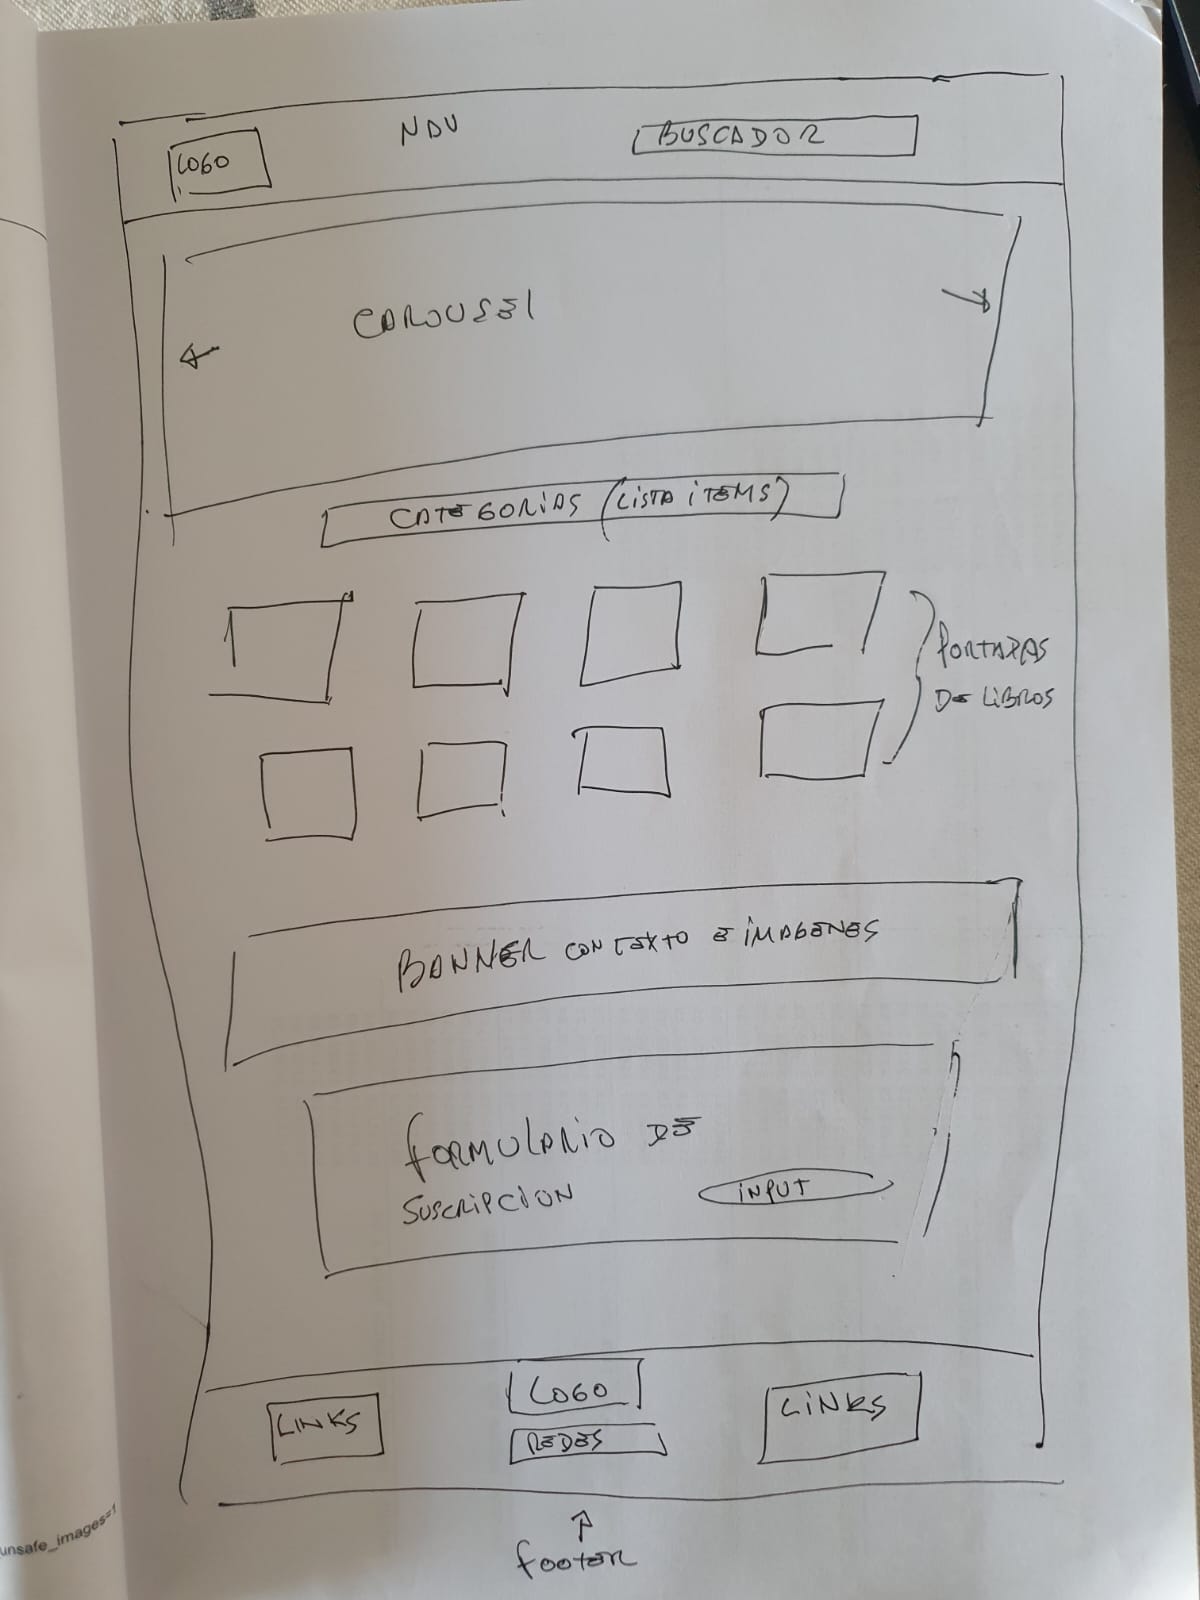 LOGO
NAV
BUSCADOR
CAROUSEl
CATEGORiAS (LiSTA iTEMS)
PORTADAS
DE LiBROS
BANNER CON TEXTO E iMAGENES
fORMULARiO DE
SUSCRiPCiON
iNPUT
LINKS
LOGO
REDES
LiNKS
footer
unsafe_images=1